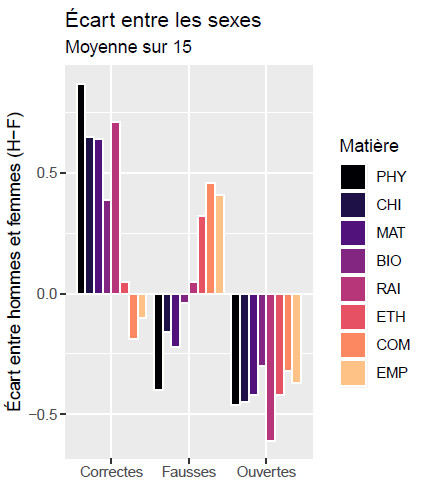 Écart entre les sexes
Moyenne sur 15
Écart entre hommes et femmes (H−F)
0.5
0.0
−0.5
Correctes Fausses Ouvertes
Matière
PHY
CHI
MAT
BIO
RAI
ETH
COM
EMP